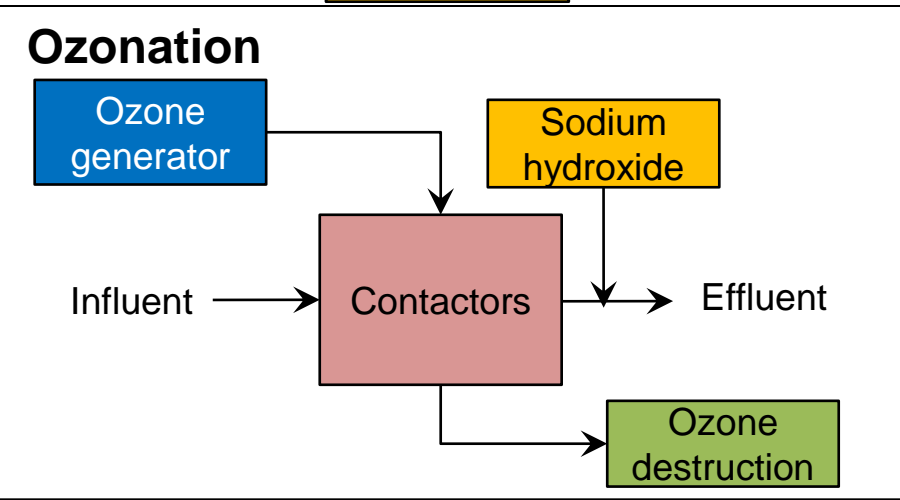 Ozonation
Ozone
generator
Sodium
hydroxide
Influent
Contactors
Effluent
Ozone
destruction